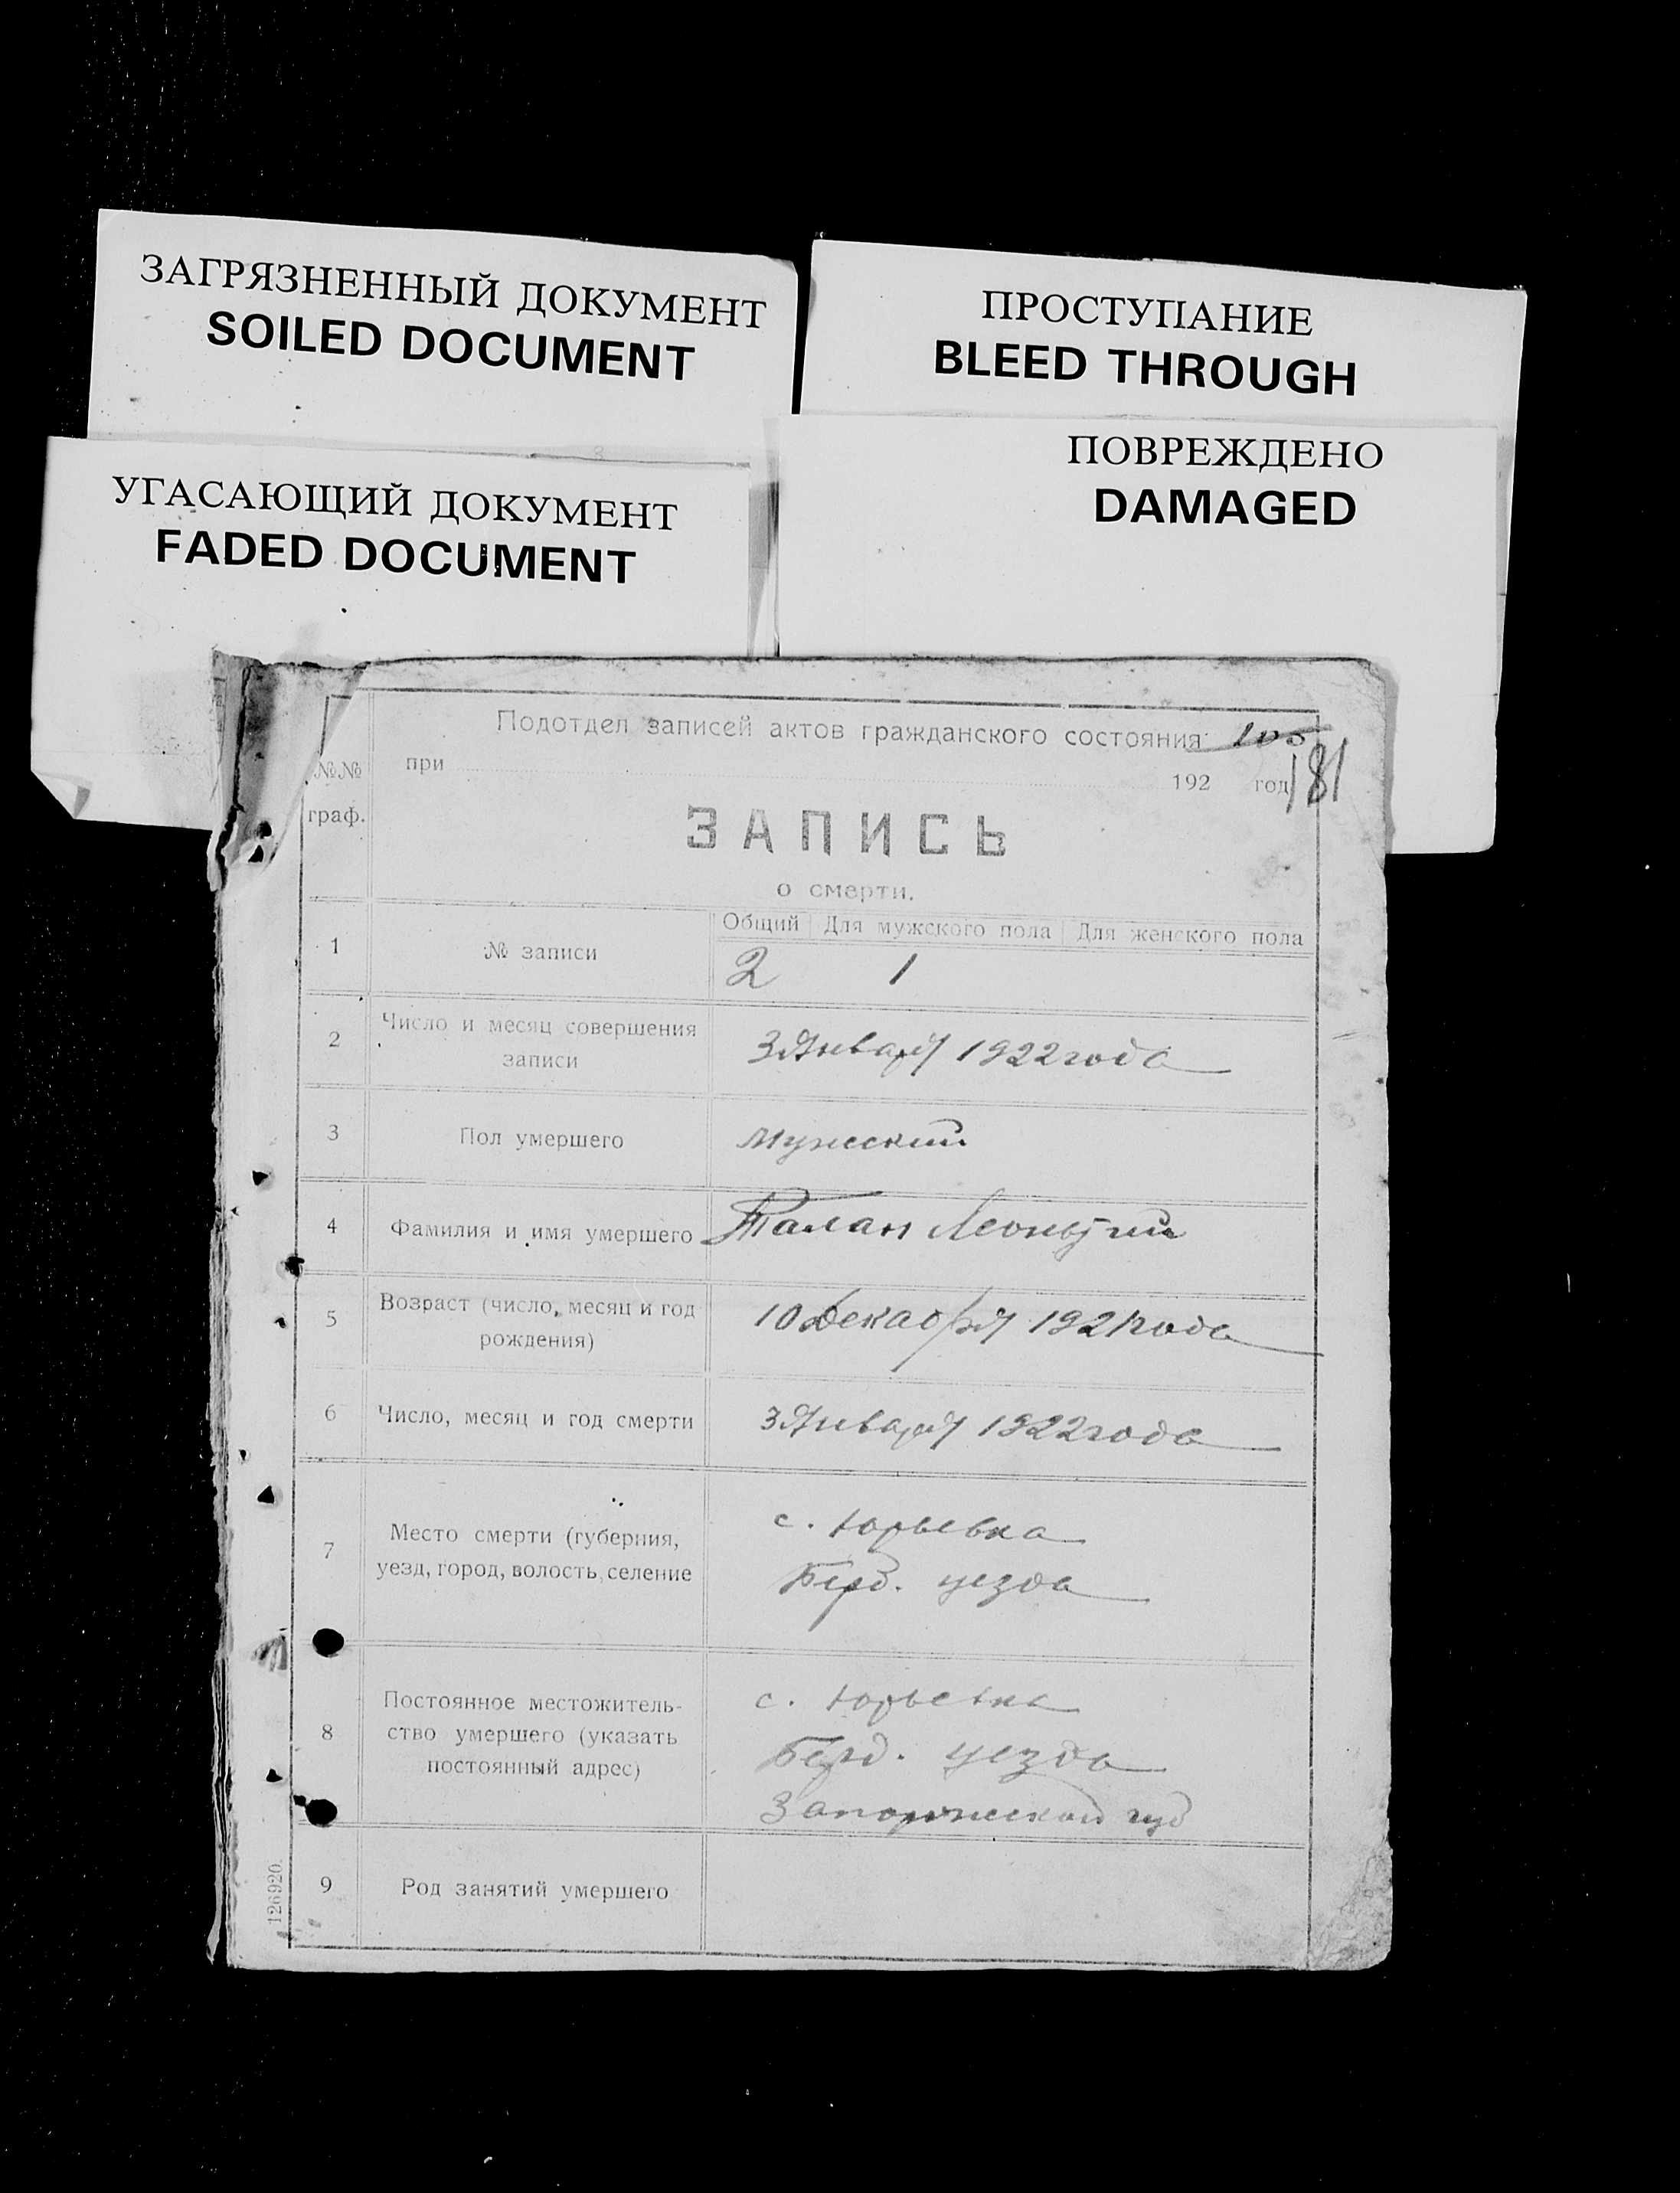 ЗАГРЯЗНЕННЫЙ ДОКУМЕНТ
SOILED DOCUMENT
ПРОСТУПАНИЕ
BLEED THROUGH
УГАСАЮЩИЙ ДОКУМЕНТ
FADED DOCUMENT
ПОВРЕЖДЕНО
DAMAGED
Подотдел записей актов гражданского состояния
при 192 год
181
№№
граф.
ЗАПИСЬ
о смерти.
Общий Для мужского пола Для женского пола
1 № записи 2 1
2 Число и месяц совершения
записи
3 Января 1922 года
3 Пол умершего мужеский
4 Фамилия и имя умершего Талан Леонтий
5 Возраст (число, месяц и год
рождения)
10 Декабря 1921 года
6 Число, месяц и год смерти 3 Января 1922 года
7 Место смерти (губерния,
уезд, город, волость, селение
с. Юрьевка
Берд. уезда
8 Постоянное местожитель-
ство умершего (указать
постоянный адрес)
с. Юрьевка
Берд. уезда
Запорожской губ
9 Род занятий умершего
126920.